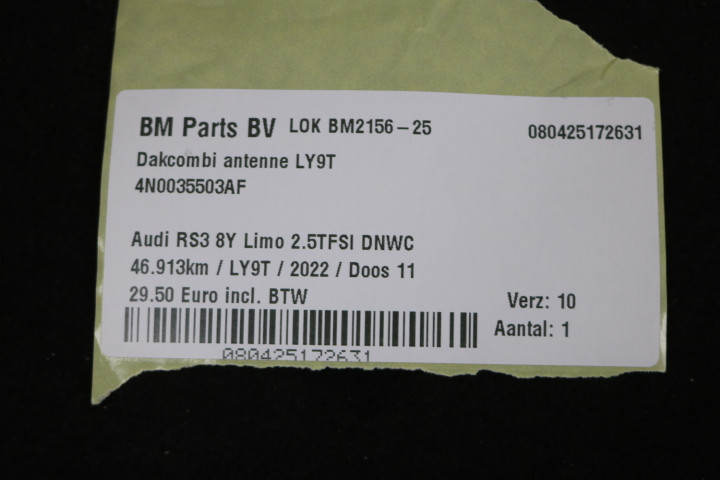 BM Parts BV LOK BM2156-25 080425172631
Dakcombi antenne LY9T
4N0035503AF
Audi RS3 8Y Limo 2.5TFSI DNWC
46.913km / LY9T / 2022 / Doos 11
29.50 Euro incl. BTW Verz: 10
Aantal: 1
080425172631